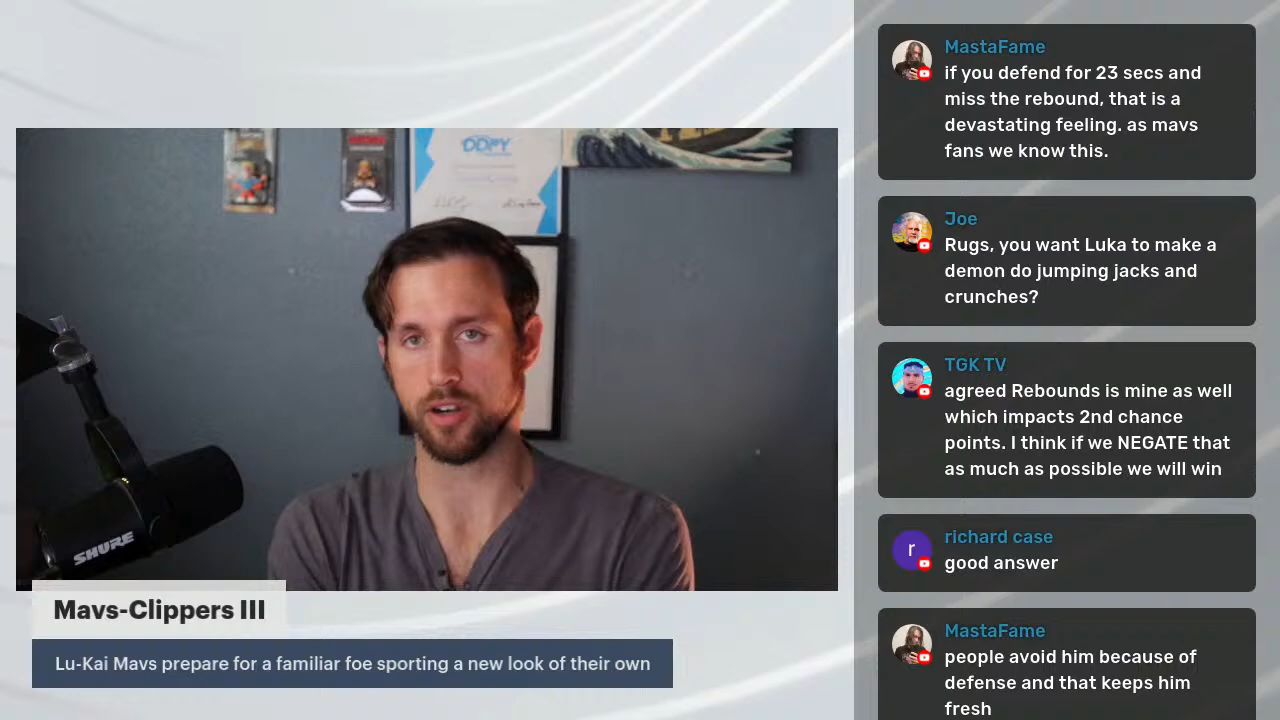 DDPY
SHURE
Mavs-Clippers III
Lu-Kai Mavs prepare for a familiar foe sporting a new look of their own
MastaFame
if you defend for 23 secs and
miss the rebound, that is a
devastating feeling. as mavs
fans we know this.
Joe
Rugs, you want Luka to make a
demon do jumping jacks and
crunches?
TGK TV
agreed Rebounds is mine as well
which impacts 2nd chance
points. I think if we NEGATE that
as much as possible we will win
r
richard case
good answer
MastaFame
people avoid him because of
defense and that keeps him
fresh